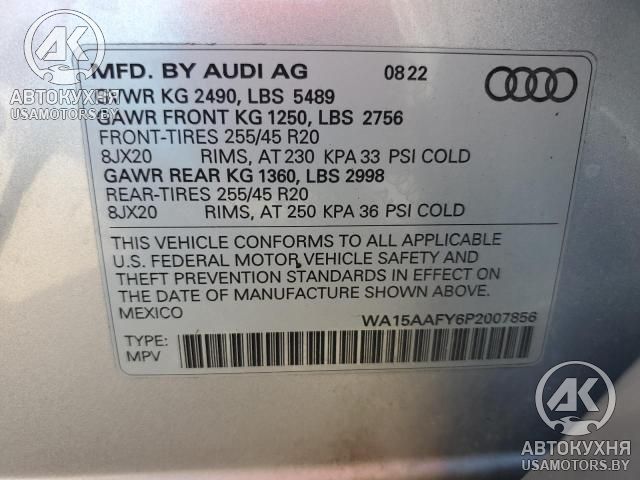 MFD. BY AUDI AG 0822
GVWR KG 2490, LBS 5489
GAWR FRONT KG 1250, LBS 2756
FRONT-TIRES 255/45 R20
8JX20 RIMS, AT 230 KPA 33 PSI COLD
GAWR REAR KG 1360, LBS 2998
REAR-TIRES 255/45 R20
8JX20 RIMS, AT 250 KPA 36 PSI COLD
THIS VEHICLE CONFORMS TO ALL APPLICABLE
U.S. FEDERAL MOTOR VEHICLE SAFETY AND
THEFT PREVENTION STANDARDS IN EFFECT ON
THE DATE OF MANUFACTURE SHOWN ABOVE.
MEXICO WA15AAFY6P2007856
TYPE:
MPV
АК
АВТОКУХНЯ
USAMOTORS.BY
АК
АВТОКУХНЯ
USAMOTORS.BY